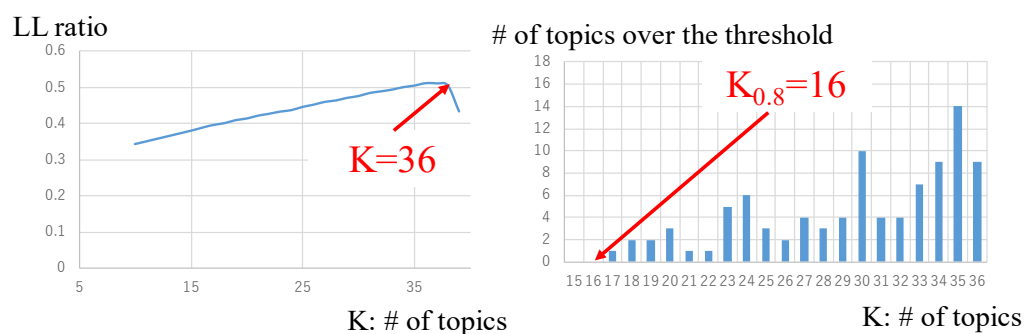 LL ratio
0.6
0.5
0.4
0.3
0.2
0.1
0
5 15 25 35
K=36
K: # of topics
# of topics over the threshold
18
16
14
12
10
8
6
4
2
0
15 16 17 18 19 20 21 22 23 24 25 26 27 28 29 30 31 32 33 34 35 36
K0.8=16
K: # of topics